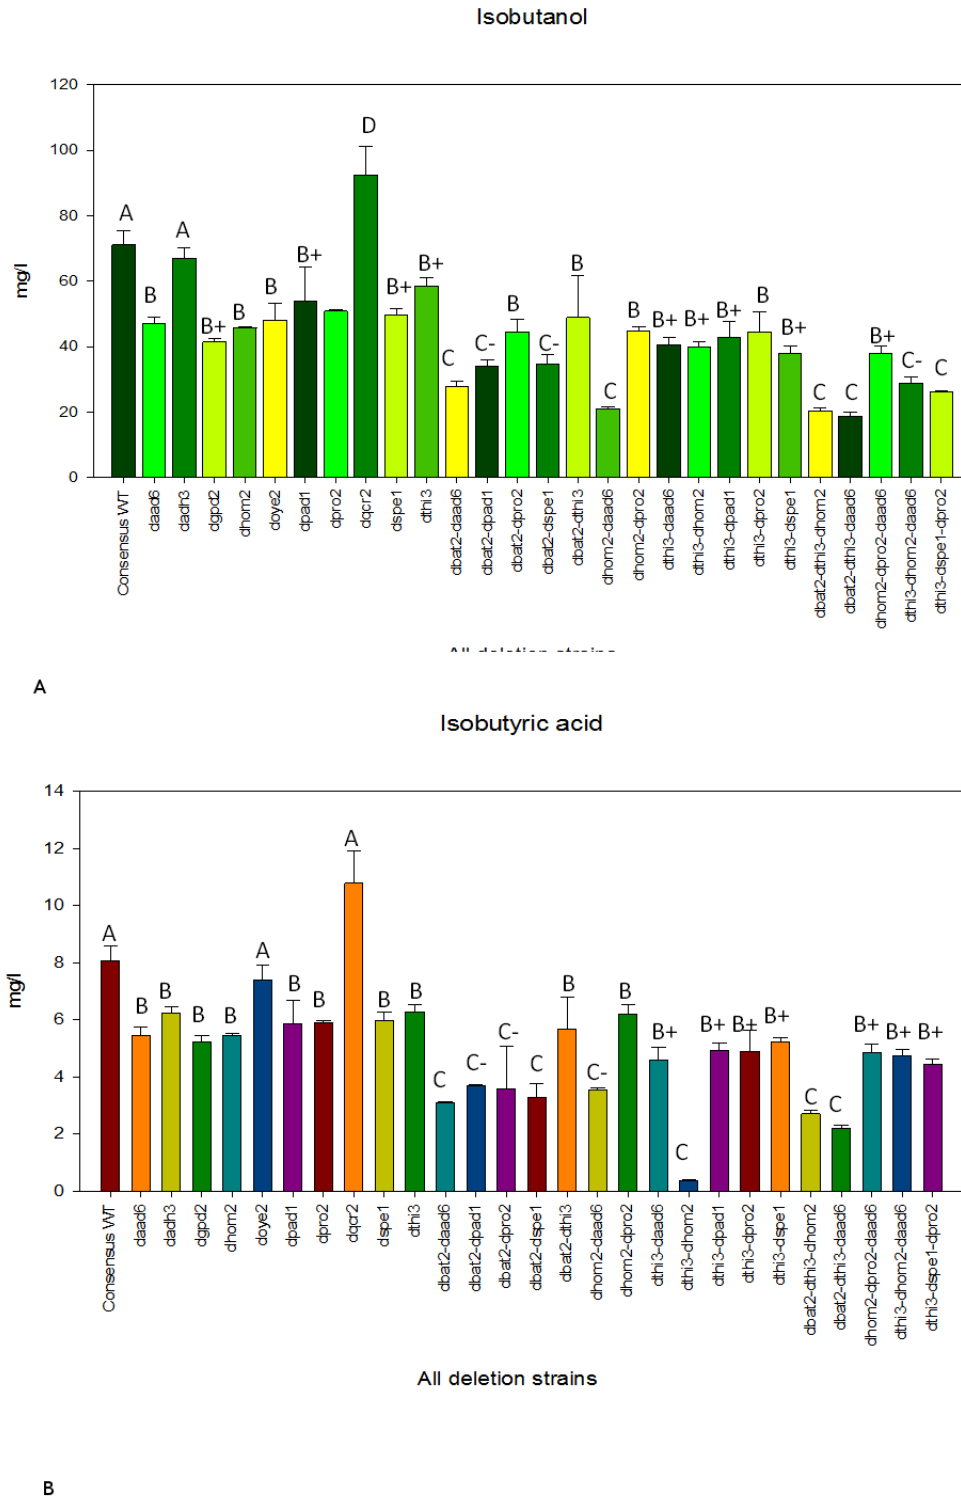 Isobutanol
120
100
80
60
40
20
0
mg/l
A
B
A
B+
B
B
B+
D
B+
B+
C
C-
B
C-
B
C
B
B+
B+
B+
B
B+
C
C
B+
C-
C
Consensus WT
daad6
dadh3
dgpd2
dhom2
doye2
dpad1
dpro2
dqcr2
dspe1
dthi3
dbat2-daad6
dbat2-dpad1
dbat2-dpro2
dbat2-dspe1
dbat2-dthi3
dhom2-daad6
dhom2-dpro2
dthi3-daad6
dthi3-dhom2
dthi3-dpad1
dthi3-dpro2
dthi3-dspe1
dbat2-dthi3-dhom2
dbat2-dthi3-daad6
dhom2-dpro2-daad6
dthi3-dhom2-daad6
dthi3-dspe1-dpro2
All deletion strains
A
Isobutyric acid
14
12
10
8
6
4
2
0
mg/l
A
B
B
B
B
A
B
B
A
B
B
C
C-
C-
C
B
C-
B
B+
C
B+
B+
B+
C
C
B+
B+
B+
Consensus WT
daad6
dadh3
dgpd2
dhom2
doye2
dpad1
dpro2
dqcr2
dspe1
dthi3
dbat2-daad6
dbat2-dpad1
dbat2-dpro2
dbat2-dspe1
dbat2-dthi3
dhom2-daad6
dhom2-dpro2
dthi3-daad6
dthi3-dhom2
dthi3-dpad1
dthi3-dpro2
dthi3-dspe1
dbat2-dthi3-dhom2
dbat2-dthi3-daad6
dhom2-dpro2-daad6
dthi3-dhom2-daad6
dthi3-dspe1-dpro2
All deletion strains
B